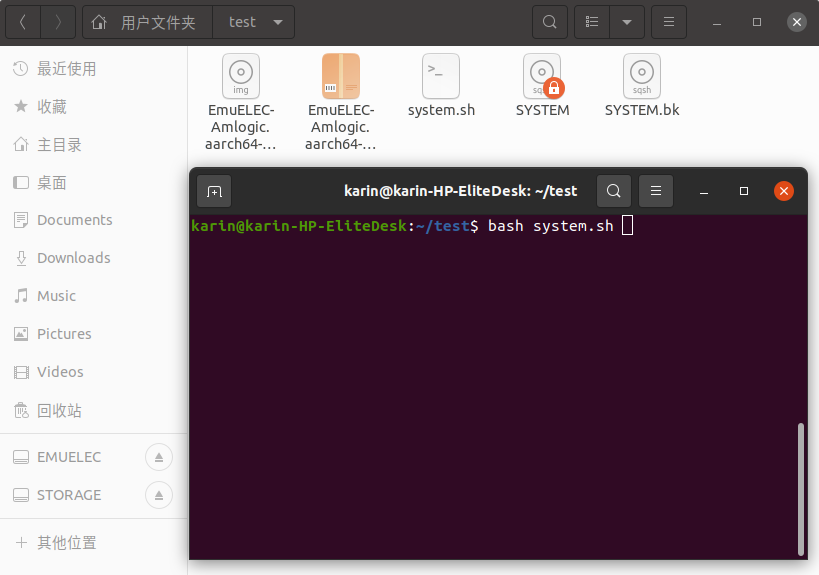 用户文件夹
test
最近使用
收藏
主目录
桌面
Documents
Downloads
Music
Pictures
Videos
回收站
EMUELEC
STORAGE
其他位置
img
EmuELEC-
Amlogic.
aarch64-…
EmuELEC-
Amlogic.
aarch64-…
>_
system.sh
sqs
SYSTEM
sqsh
SYSTEM.bk
karin@karin-HP-EliteDesk: ~/test
karin@karin-HP-EliteDesk:~/test$ bash system.sh